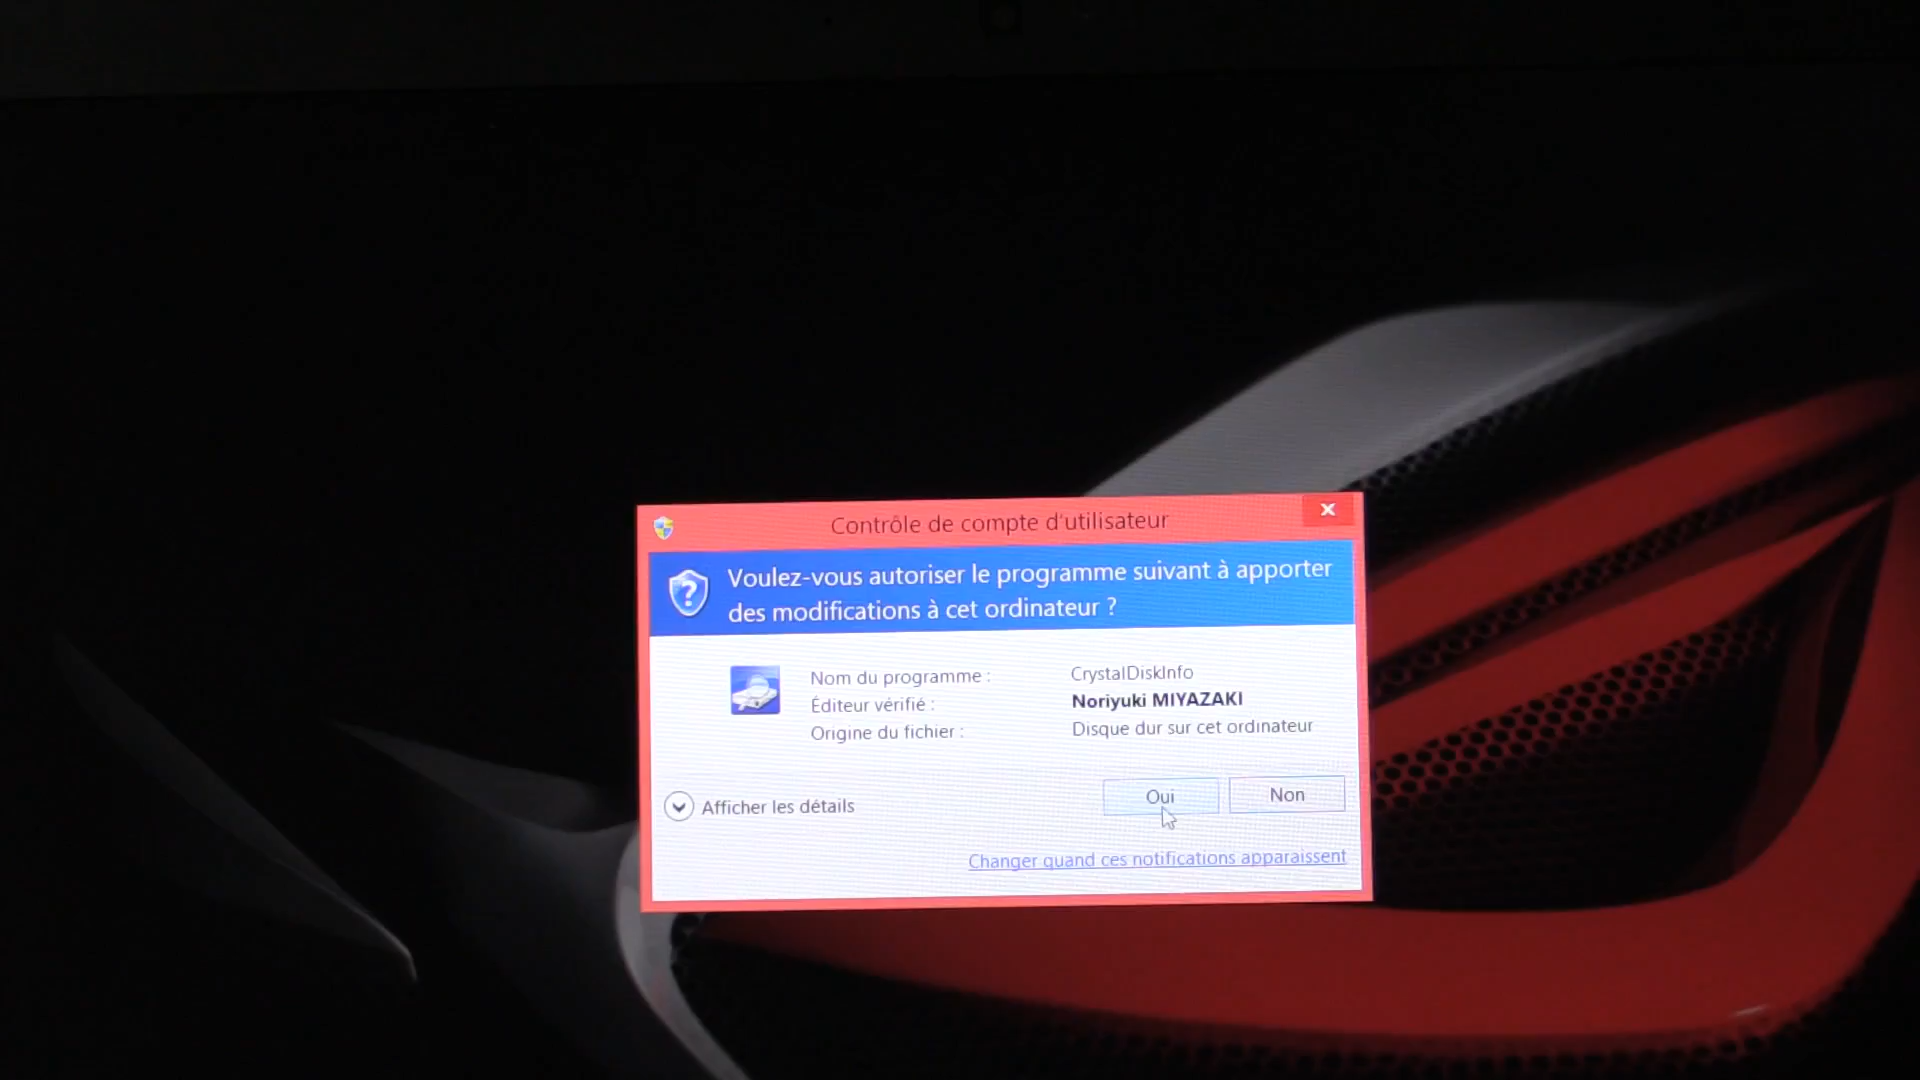 Contrôle de compte d'utilisateur
Voulez-vous autoriser le programme suivant à apporter
des modifications à cet ordinateur ?
Nom du programme : CrystalDiskInfo
Éditeur vérifié : Noriyuki MIYAZAKI
Origine du fichier : Disque dur sur cet ordinateur
Afficher les détails
Oui
Non
Changer quand ces notifications apparaissent